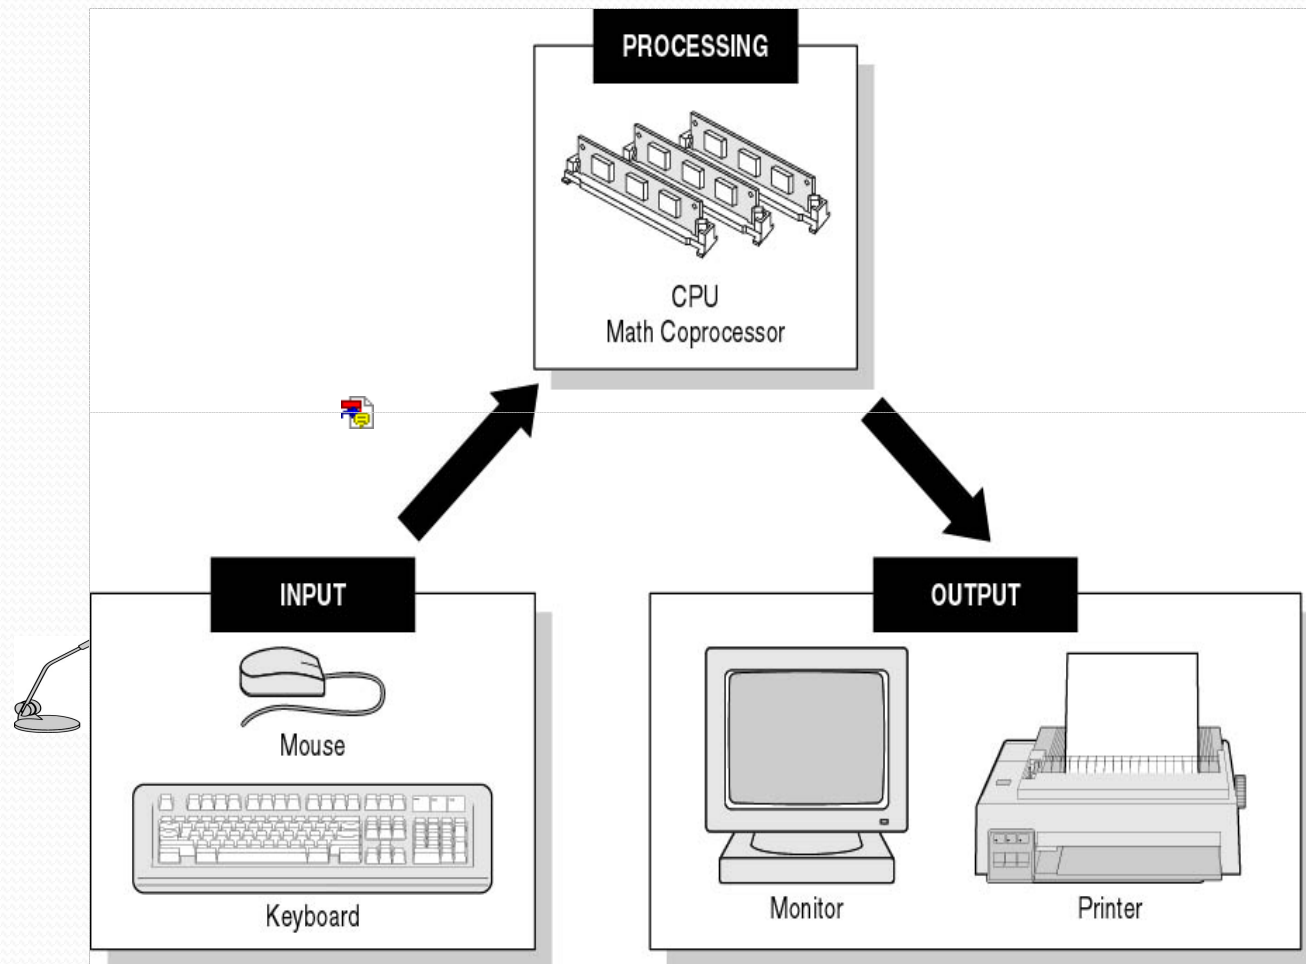 PROCESSING
CPU
Math Coprocessor
INPUT
Mouse
Keyboard
OUTPUT
Monitor
Printer